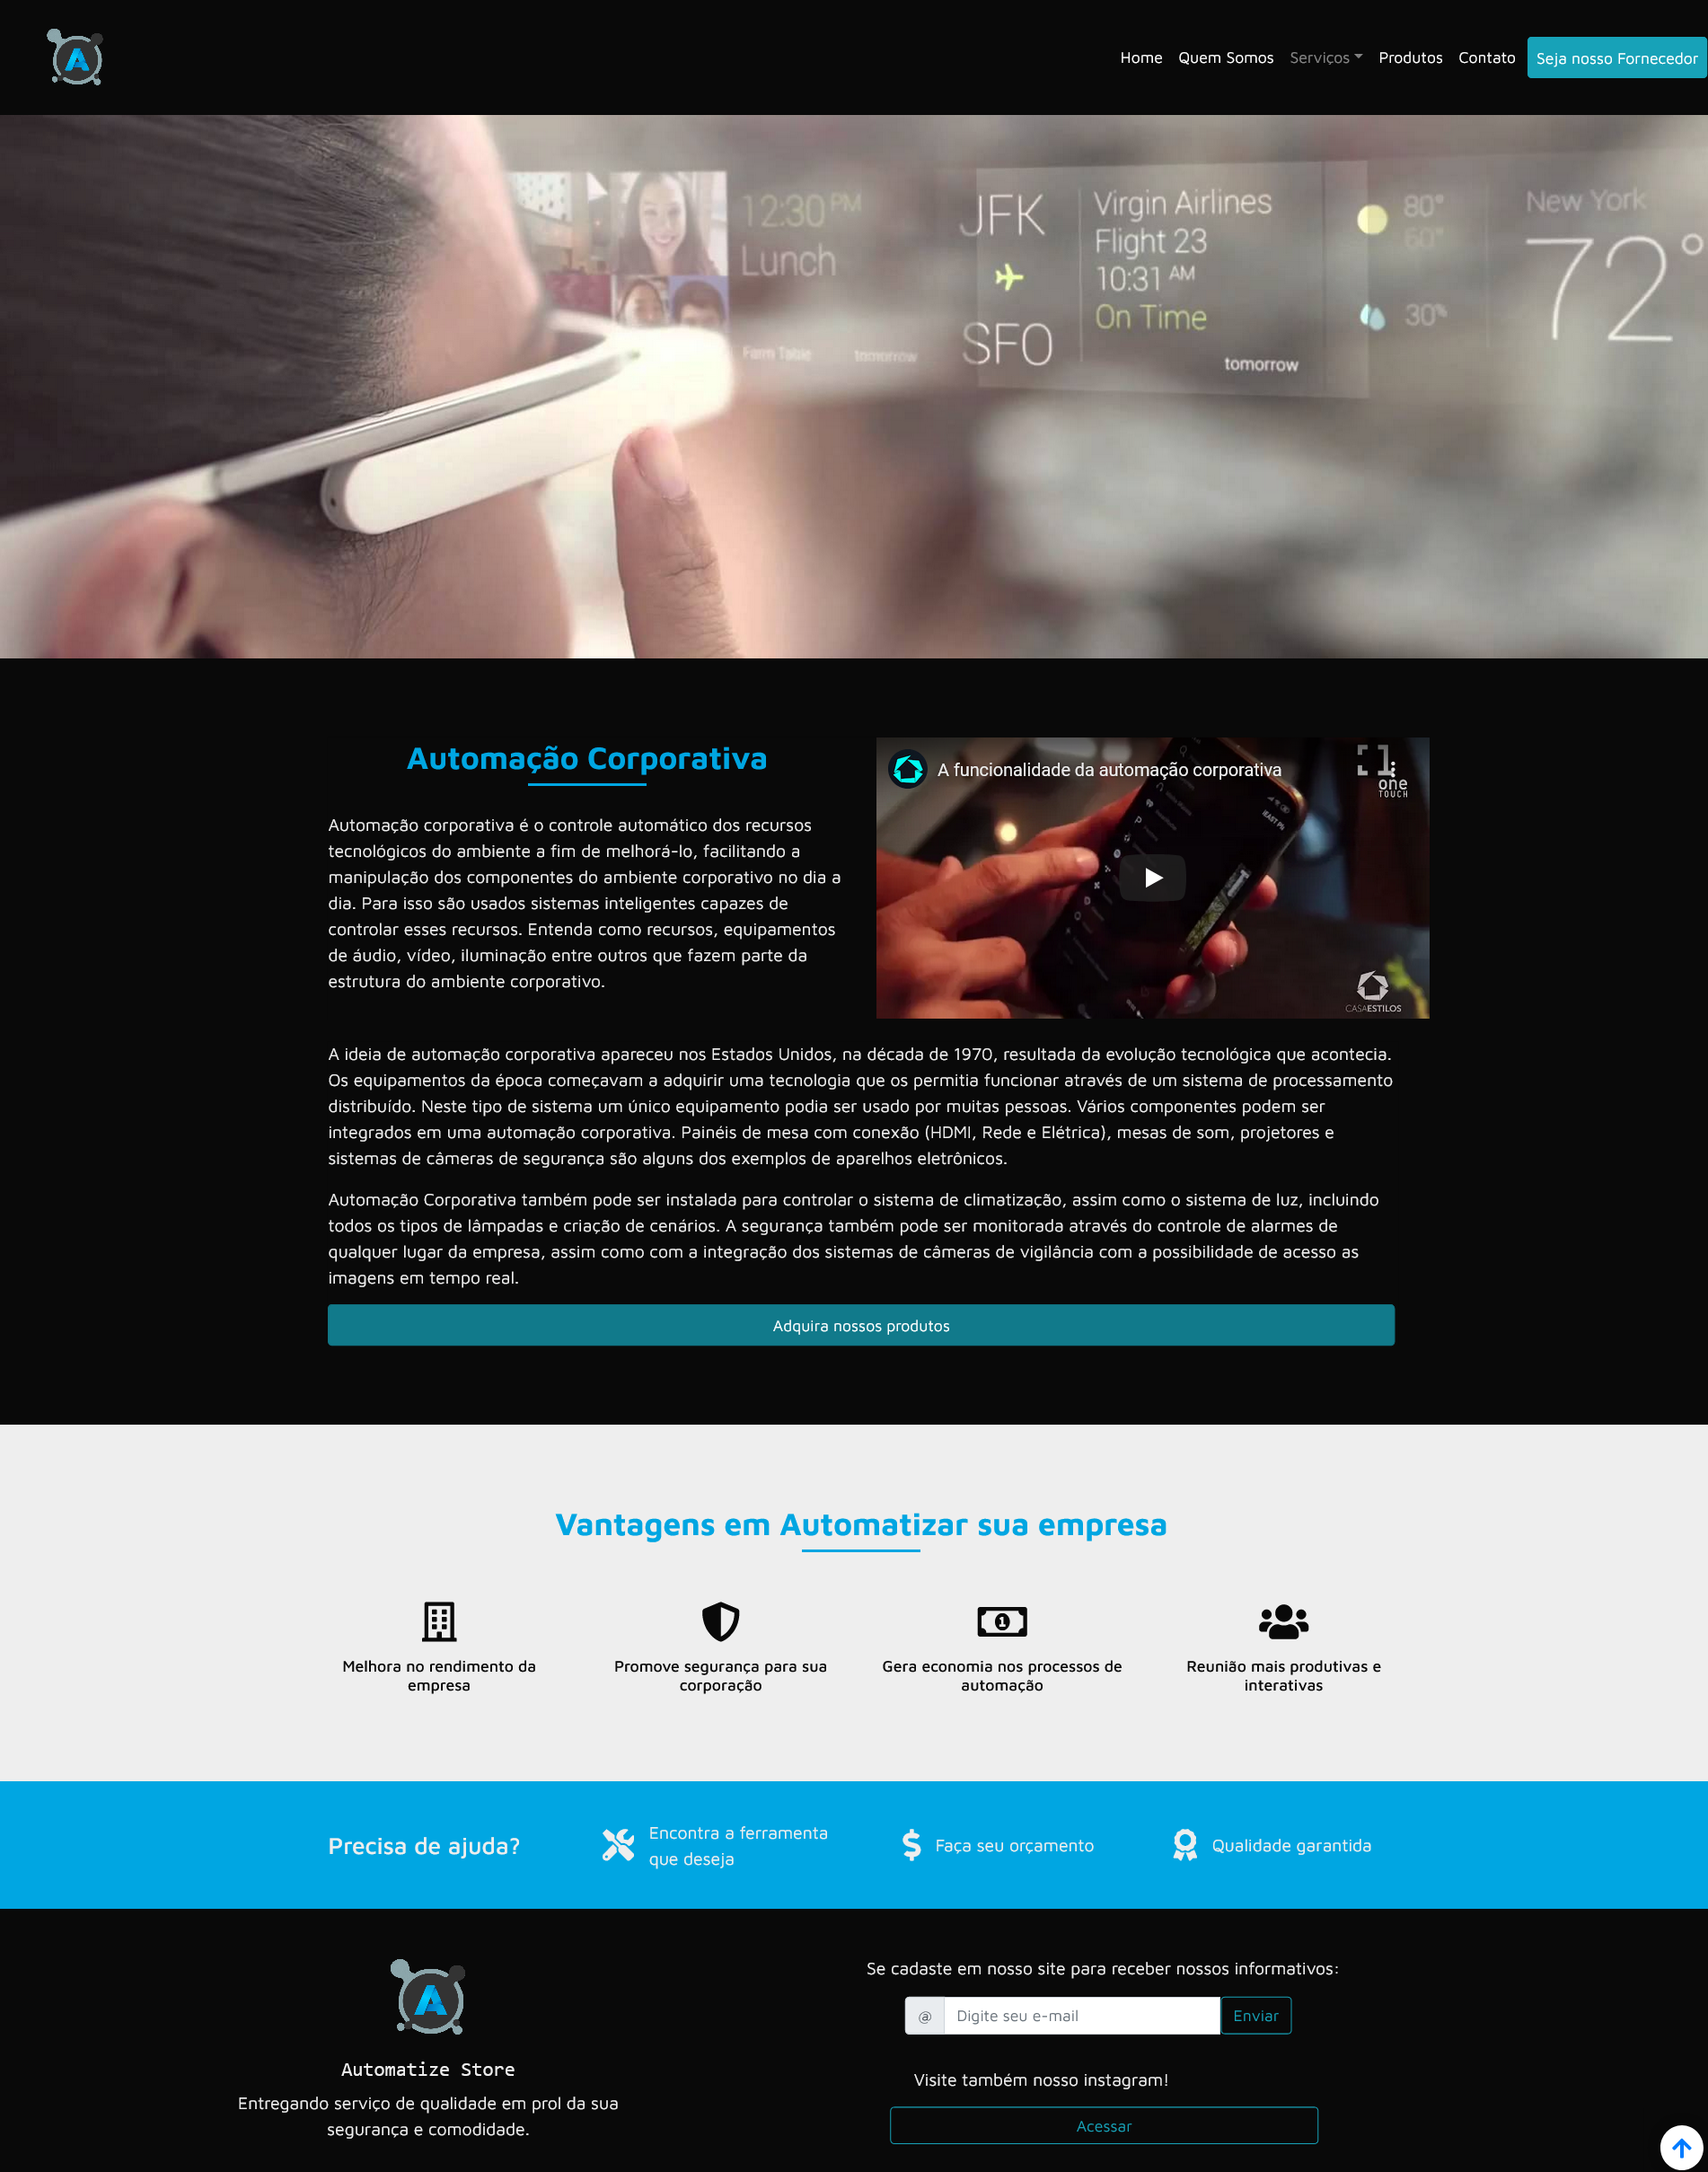 Home Quem Somos Serviços Produtos Contato Seja nosso Fornecedor
12:30 PM
Lunch
Farm Table tomorrow
JFK
SFO
Virgin Airlines
Flight 23
10:31 AM
On Time
tomorrow
80°
60°
30%
New York
72°
Automação Corporativa
Automação corporativa é o controle automático dos recursos
tecnológicos do ambiente a fim de melhorá-lo, facilitando a
manipulação dos componentes do ambiente corporativo no dia a
dia. Para isso são usados sistemas inteligentes capazes de
controlar esses recursos. Entenda como recursos, equipamentos
de áudio, vídeo, iluminação entre outros que fazem parte da
estrutura do ambiente corporativo.
A funcionalidade da automação corporativa
one
TOUCH
EAST PG
CASAESTILOS
A ideia de automação corporativa apareceu nos Estados Unidos, na década de 1970, resultada da evolução tecnológica que acontecia.
Os equipamentos da época começavam a adquirir uma tecnologia que os permitia funcionar através de um sistema de processamento
distribuído. Neste tipo de sistema um único equipamento podia ser usado por muitas pessoas. Vários componentes podem ser
integrados em uma automação corporativa. Painéis de mesa com conexão (HDMI, Rede e Elétrica), mesas de som, projetores e
sistemas de câmeras de segurança são alguns dos exemplos de aparelhos eletrônicos.
Automação Corporativa também pode ser instalada para controlar o sistema de climatização, assim como o sistema de luz, incluindo
todos os tipos de lâmpadas e criação de cenários. A segurança também pode ser monitorada através do controle de alarmes de
qualquer lugar da empresa, assim como com a integração dos sistemas de câmeras de vigilância com a possibilidade de acesso as
imagens em tempo real.
Adquira nossos produtos
Vantagens em Automatizar sua empresa
Melhora no rendimento da
empresa
Promove segurança para sua
corporação
Gera economia nos processos de
automação
Reunião mais produtivas e
interativas
Precisa de ajuda?
Encontra a ferramenta
que deseja
Faça seu orçamento
Qualidade garantida
Automatize Store
Entregando serviço de qualidade em prol da sua
segurança e comodidade.
Se cadaste em nosso site para receber nossos informativos:
@ Digite seu e-mail Enviar
Visite também nosso instagram!
Acessar